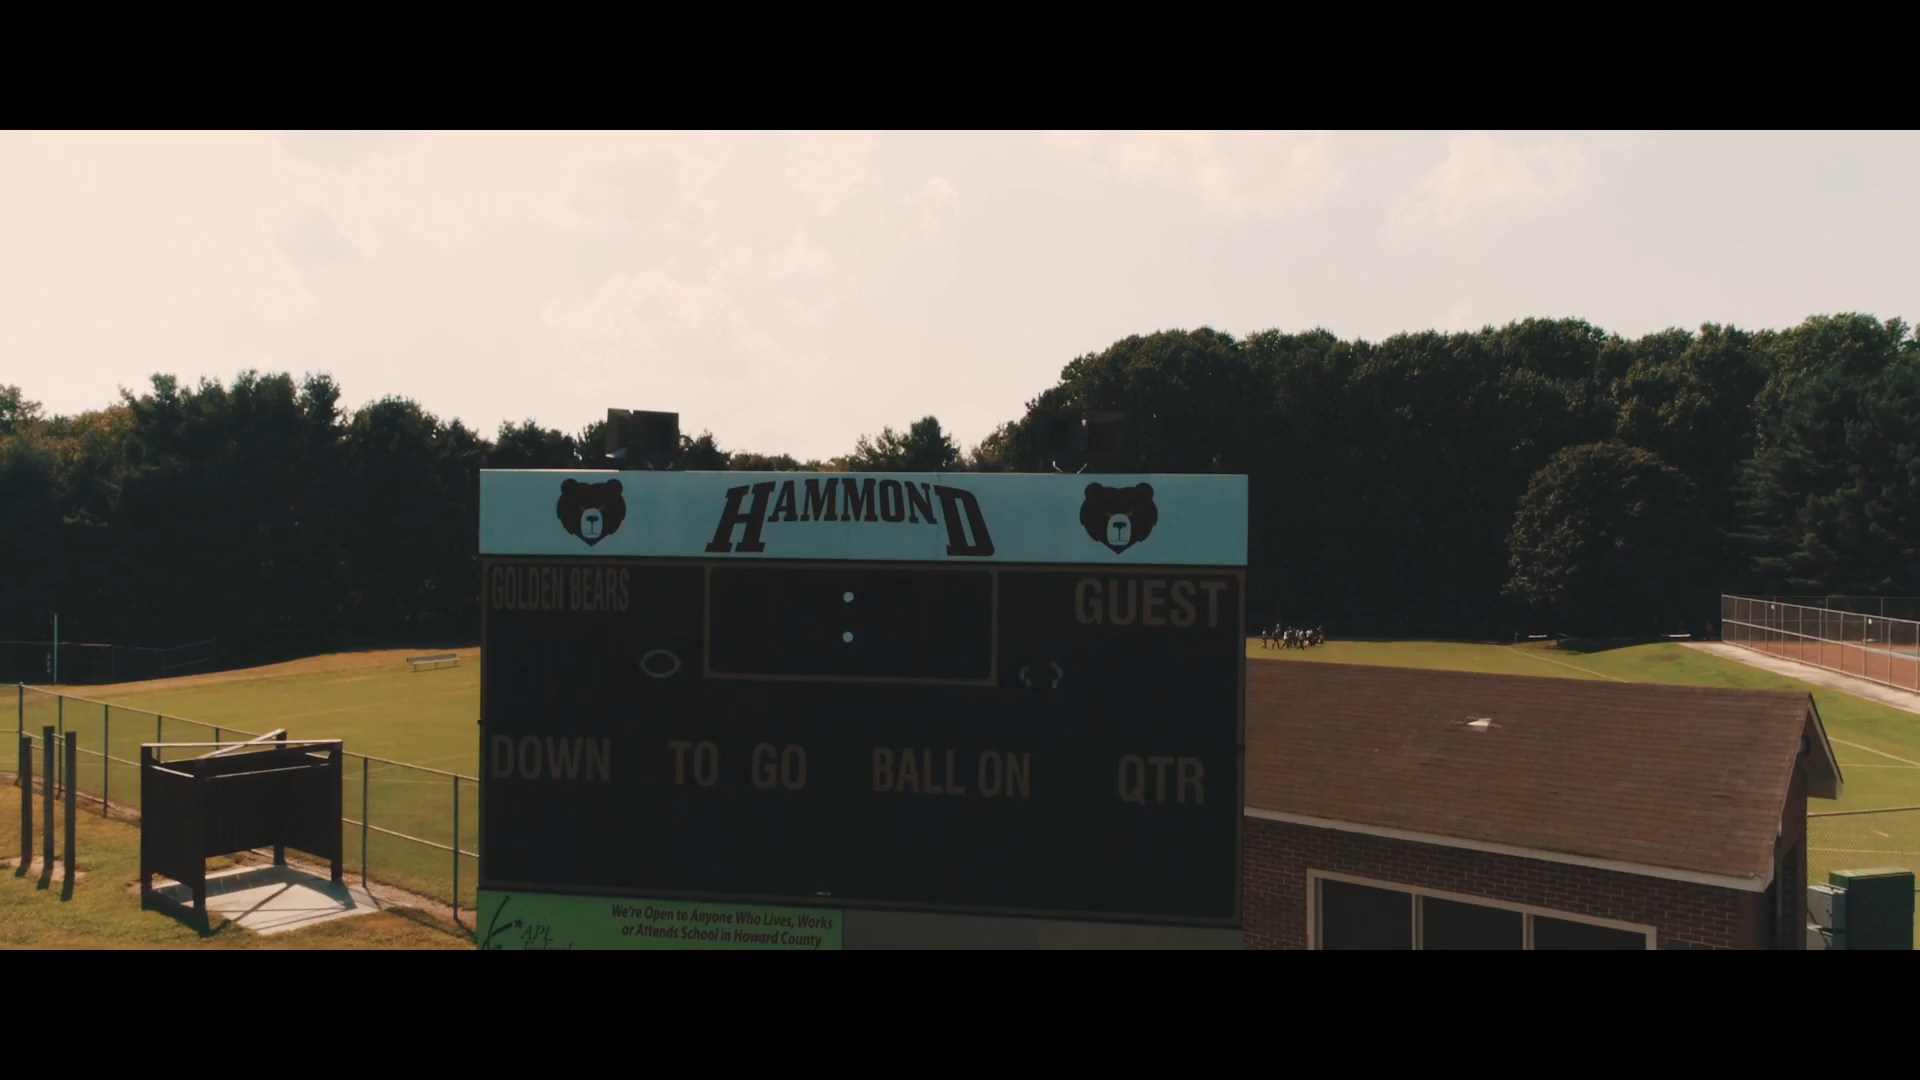 HAMMOND
GOLDEN BEARS
GUEST
DOWN TO GO BALL ON QTR
We're Open to Anyone Who Lives, Works
or Attends School in Howard County
APL